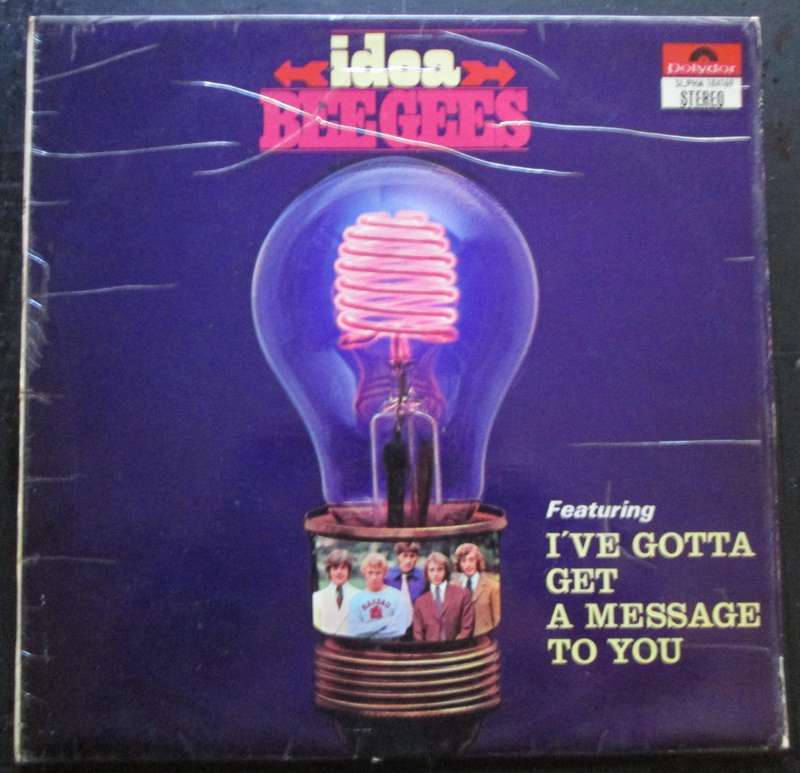 idea
BEE GEES
Polydor
STEREO
Featuring
I'VE GOTTA
GET
A MESSAGE
TO YOU